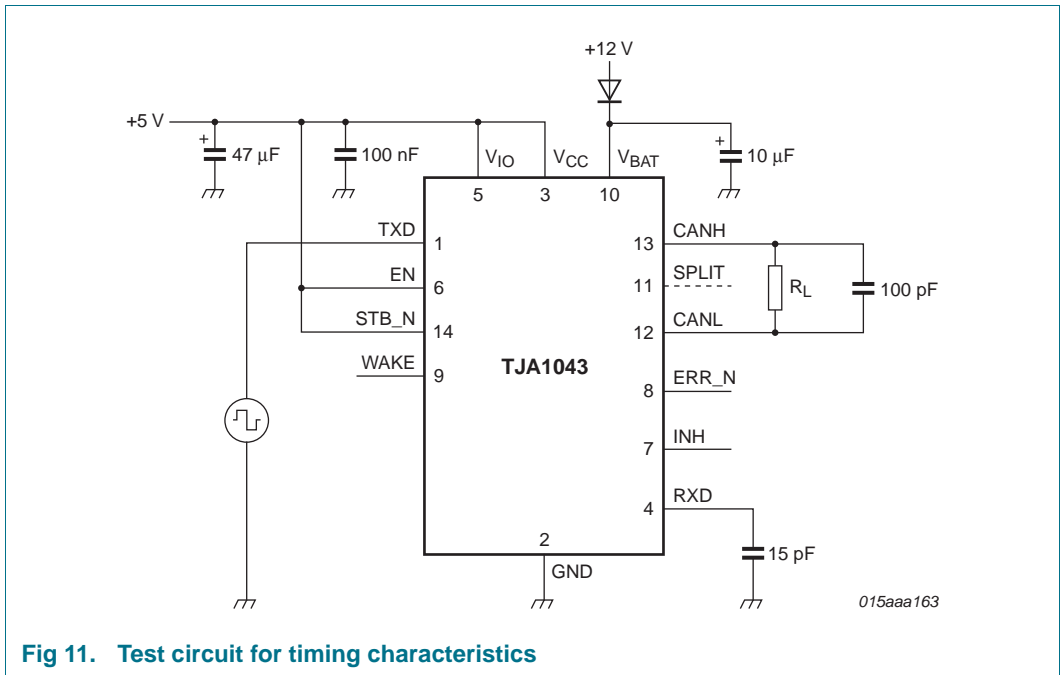 +12 V
+5 V
+
47 μF
100 nF
VIO
VCC
VBAT
+
10 μF
5
3
10
TXD
1
13
CANH
EN
6
11
SPLIT
RL
100 pF
STB_N
14
12
CANL
WAKE
9
TJA1043
8
ERR_N
7
INH
4
RXD
2
GND
15 pF
015aaa163
Fig 11. Test circuit for timing characteristics